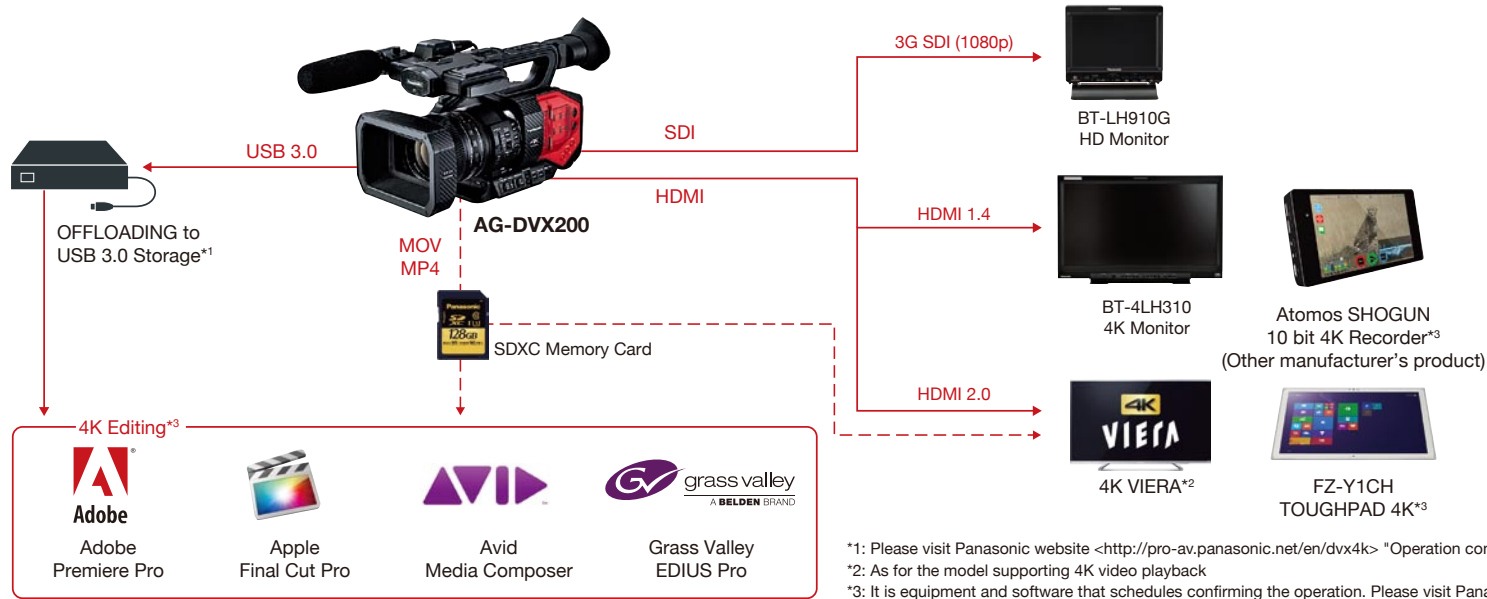 3G SDI (1080p)
BT-LH910G
HD Monitor
SDI
USB 3.0
HDMI
AG-DVX200
OFFLOADING to
USB 3.0 Storage*1
MOV
MP4
HDMI 1.4
BT-4LH310
4K Monitor
Atomos SHOGUN
10 bit 4K Recorder*3
(Other manufacturer's product)
Panasonic
128GB
SDXC Memory Card
HDMI 2.0
4K
VIERA
4K VIERA*2
FZ-Y1CH
TOUGHPAD 4K*3
4K Editing*3
Adobe
AVID
GV grass valley
A BELDEN BRAND
Adobe
Premiere Pro
Apple
Final Cut Pro
Avid
Media Composer
Grass Valley
EDIUS Pro
*1: Please visit Panasonic website <http://pro-av.panasonic.net/en/dvx4k> "Operation con
*2: As for the model supporting 4K video playback
*3: It is equipment and software that schedules confirming the operation. Please visit Pana